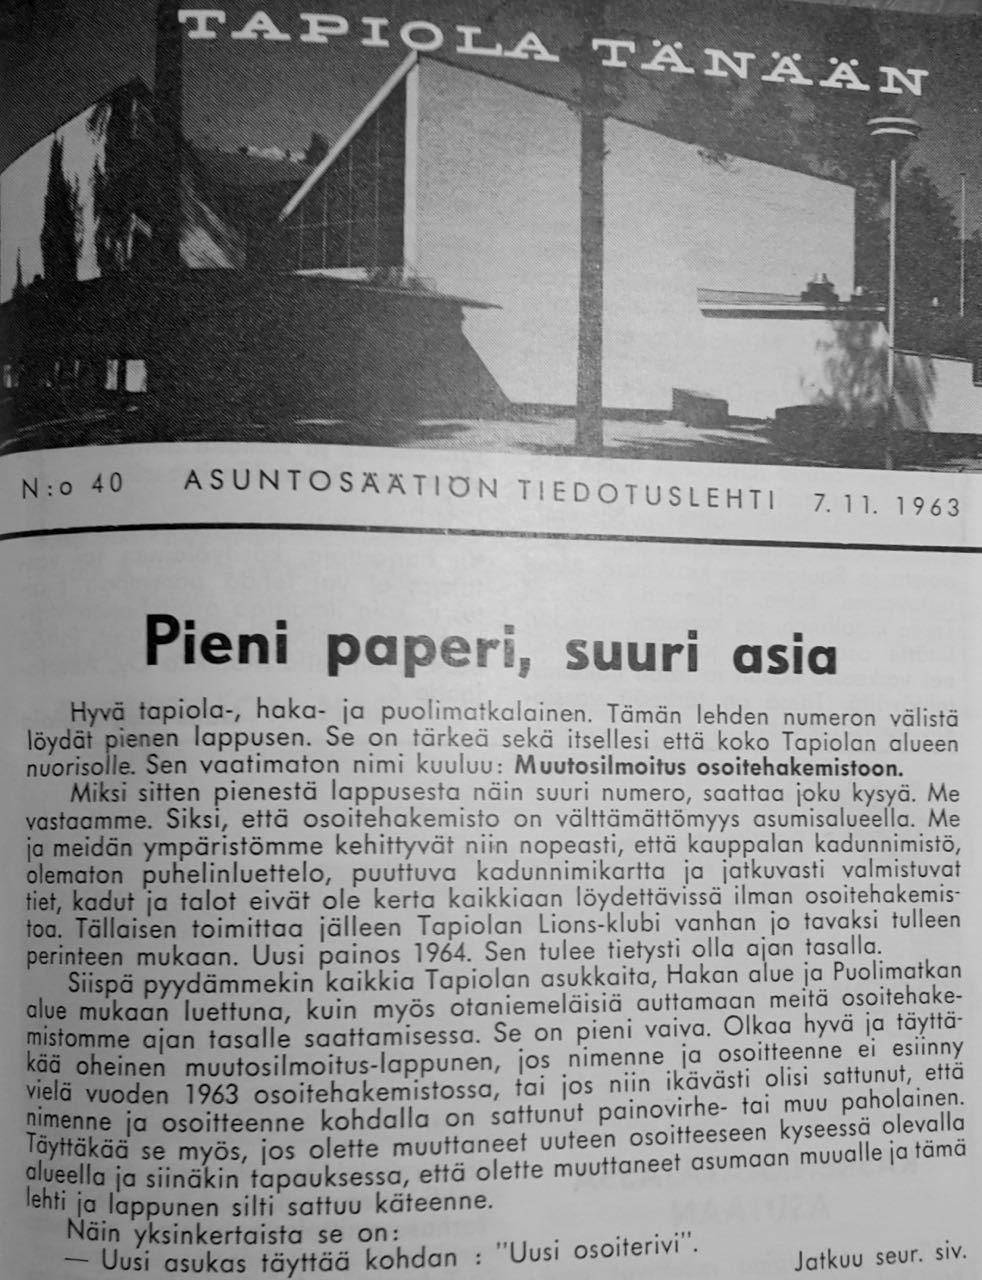 TAPIOLA TÄNÄÄN
N:o 40 ASUNTOSÄÄTIÖN TIEDOTUSLEHTI 7. 11. 1963
Pieni paperi, suuri asia
Hyvä tapiola-, haka- ja puolimatkalainen. Tämän lehden numeron välistä
löydät pienen lappusen. Se on tärkeä sekä itsellesi että koko Tapiolan alueen
nuorisolle. Sen vaatimaton nimi kuuluu: Muutosilmoitus osoitehakemistoon.
Miksi sitten pienestä lappusesta näin suuri numero, saattaa joku kysyä. Me
vastaamme. Siksi, että osoitehakemisto on välttämättömyys asumisalueella. Me
ja meidän ympäristömme kehittyvät niin nopeasti, että kauppalan kadunnimistö,
olematon puhelinluettelo, puuttuva kadunnimikartta ja jatkuvasti valmistuvat
tiet, kadut ja talot eivät ole kerta kaikkiaan löydettävissä ilman osoitehakemis-
toa. Tällaisen toimittaa jälleen Tapiolan Lions-klubi vanhan jo tavaksi tulleen
perinteen mukaan. Uusi painos 1964. Sen tulee tietysti olla ajan tasalla.
Siispä pyydämmekin kaikkia Tapiolan asukkaita, Hakan alue ja Puolimatkan
alue mukaan luettuna, kuin myös otaniemeläisiä auttamaan meitä osoitehake-
mistomme ajan tasalle saattamisessa. Se on pieni vaiva. Olkaa hyvä ja täyttä-
kää oheinen muutosilmoitus-lappunen, jos nimenne ja osoitteenne ei esiinny
vielä vuoden 1963 osoitehakemistossa, tai jos niin ikävästi olisi sattunut, että
nimenne ja osoitteenne kohdalla on sattunut painovirhe- tai muu paholainen.
Täyttäkää se myös, jos olette muuttaneet uuteen osoitteeseen kyseessä olevalla
alueella ja siinäkin tapauksessa, että olette muuttaneet asumaan muualle ja tämä
lehti ja lappunen silti sattuu käteenne.
Näin yksinkertaista se on:
— Uusi asukas täyttää kohdan : "Uusi osoiterivi".
Jatkuu seur. siv.